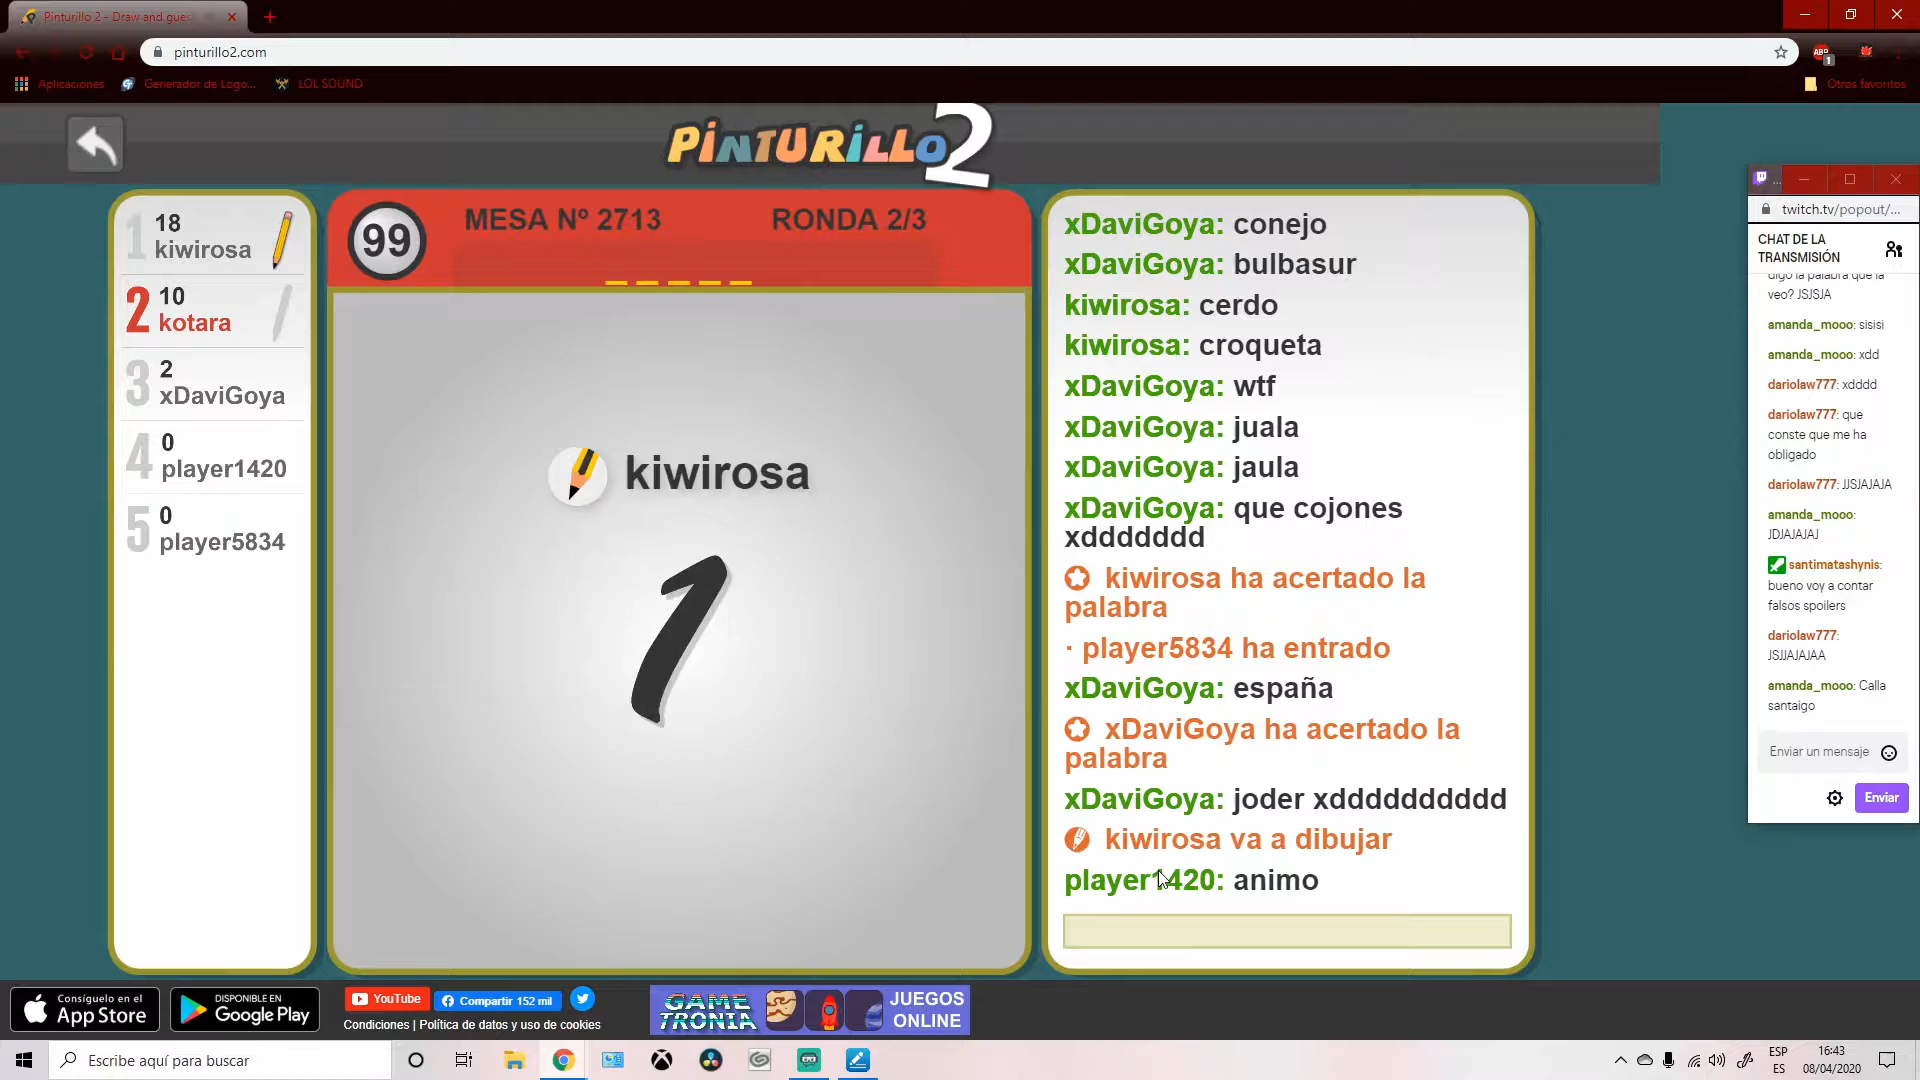 Pinturillo 2 - Draw and gues
pinturillo2.com
ABP
1
Aplicaciones
Generador de Logo...
LOL SOUND
Otros favoritos
PINTURILLO 2
1
18
kiwirosa
2
10
kotara
3
2
xDaviGoya
4
0
player1420
5
0
player5834
99
MESA Nº 2713
RONDA 2/3
_ _ _ _ _
kiwirosa
1
xDaviGoya: conejo
xDaviGoya: bulbasur
kiwirosa: cerdo
kiwirosa: croqueta
xDaviGoya: wtf
xDaviGoya: juala
xDaviGoya: jaula
xDaviGoya: que cojones
xddddddd
kiwirosa ha acertado la
palabra
· player5834 ha entrado
xDaviGoya: españa
xDaviGoya ha acertado la
palabra
xDaviGoya: joder xdddddddddd
kiwirosa va a dibujar
player1420: animo
...
twitch.tv/popout/...
CHAT DE LA
TRANSMISIÓN
digo la palabra que la
veo? JSJSJA
amanda_mooo: sisisi
amanda_mooo: xdd
dariolaw777: xdddd
dariolaw777: que
conste que me ha
obligado
dariolaw777: JJSJAJAJA
amanda_mooo:
JDJAJAJAJ
santimatashynis:
bueno voy a contar
falsos spoilers
dariolaw777:
JSJJAJAJAA
amanda_mooo: Calla
santaigo
Enviar un mensaje
Enviar
Consíguelo en el
App Store
DISPONIBLE EN
Google Play
YouTube
Compartir 152 mil
Condiciones | Política de datos y uso de cookies
GAME
TRONIA
JUEGOS
ONLINE
Escribe aquí para buscar
ESP
ES
16:43
08/04/2020